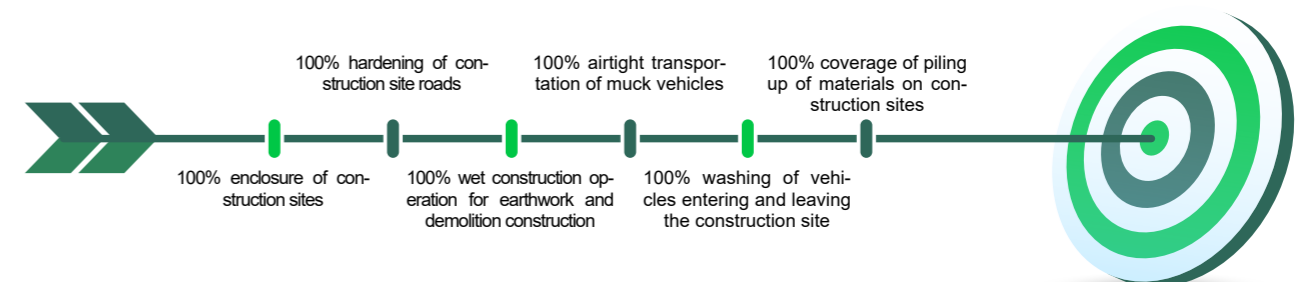 100% hardening of con-
struction site roads
100% airtight transpor-
tation of muck vehicles
100% coverage of piling
up of materials on con-
struction sites
100% enclosure of con-
struction sites
100% wet construction op-
eration for earthwork and
demolition construction
100% washing of vehi-
cles entering and leaving
the construction site